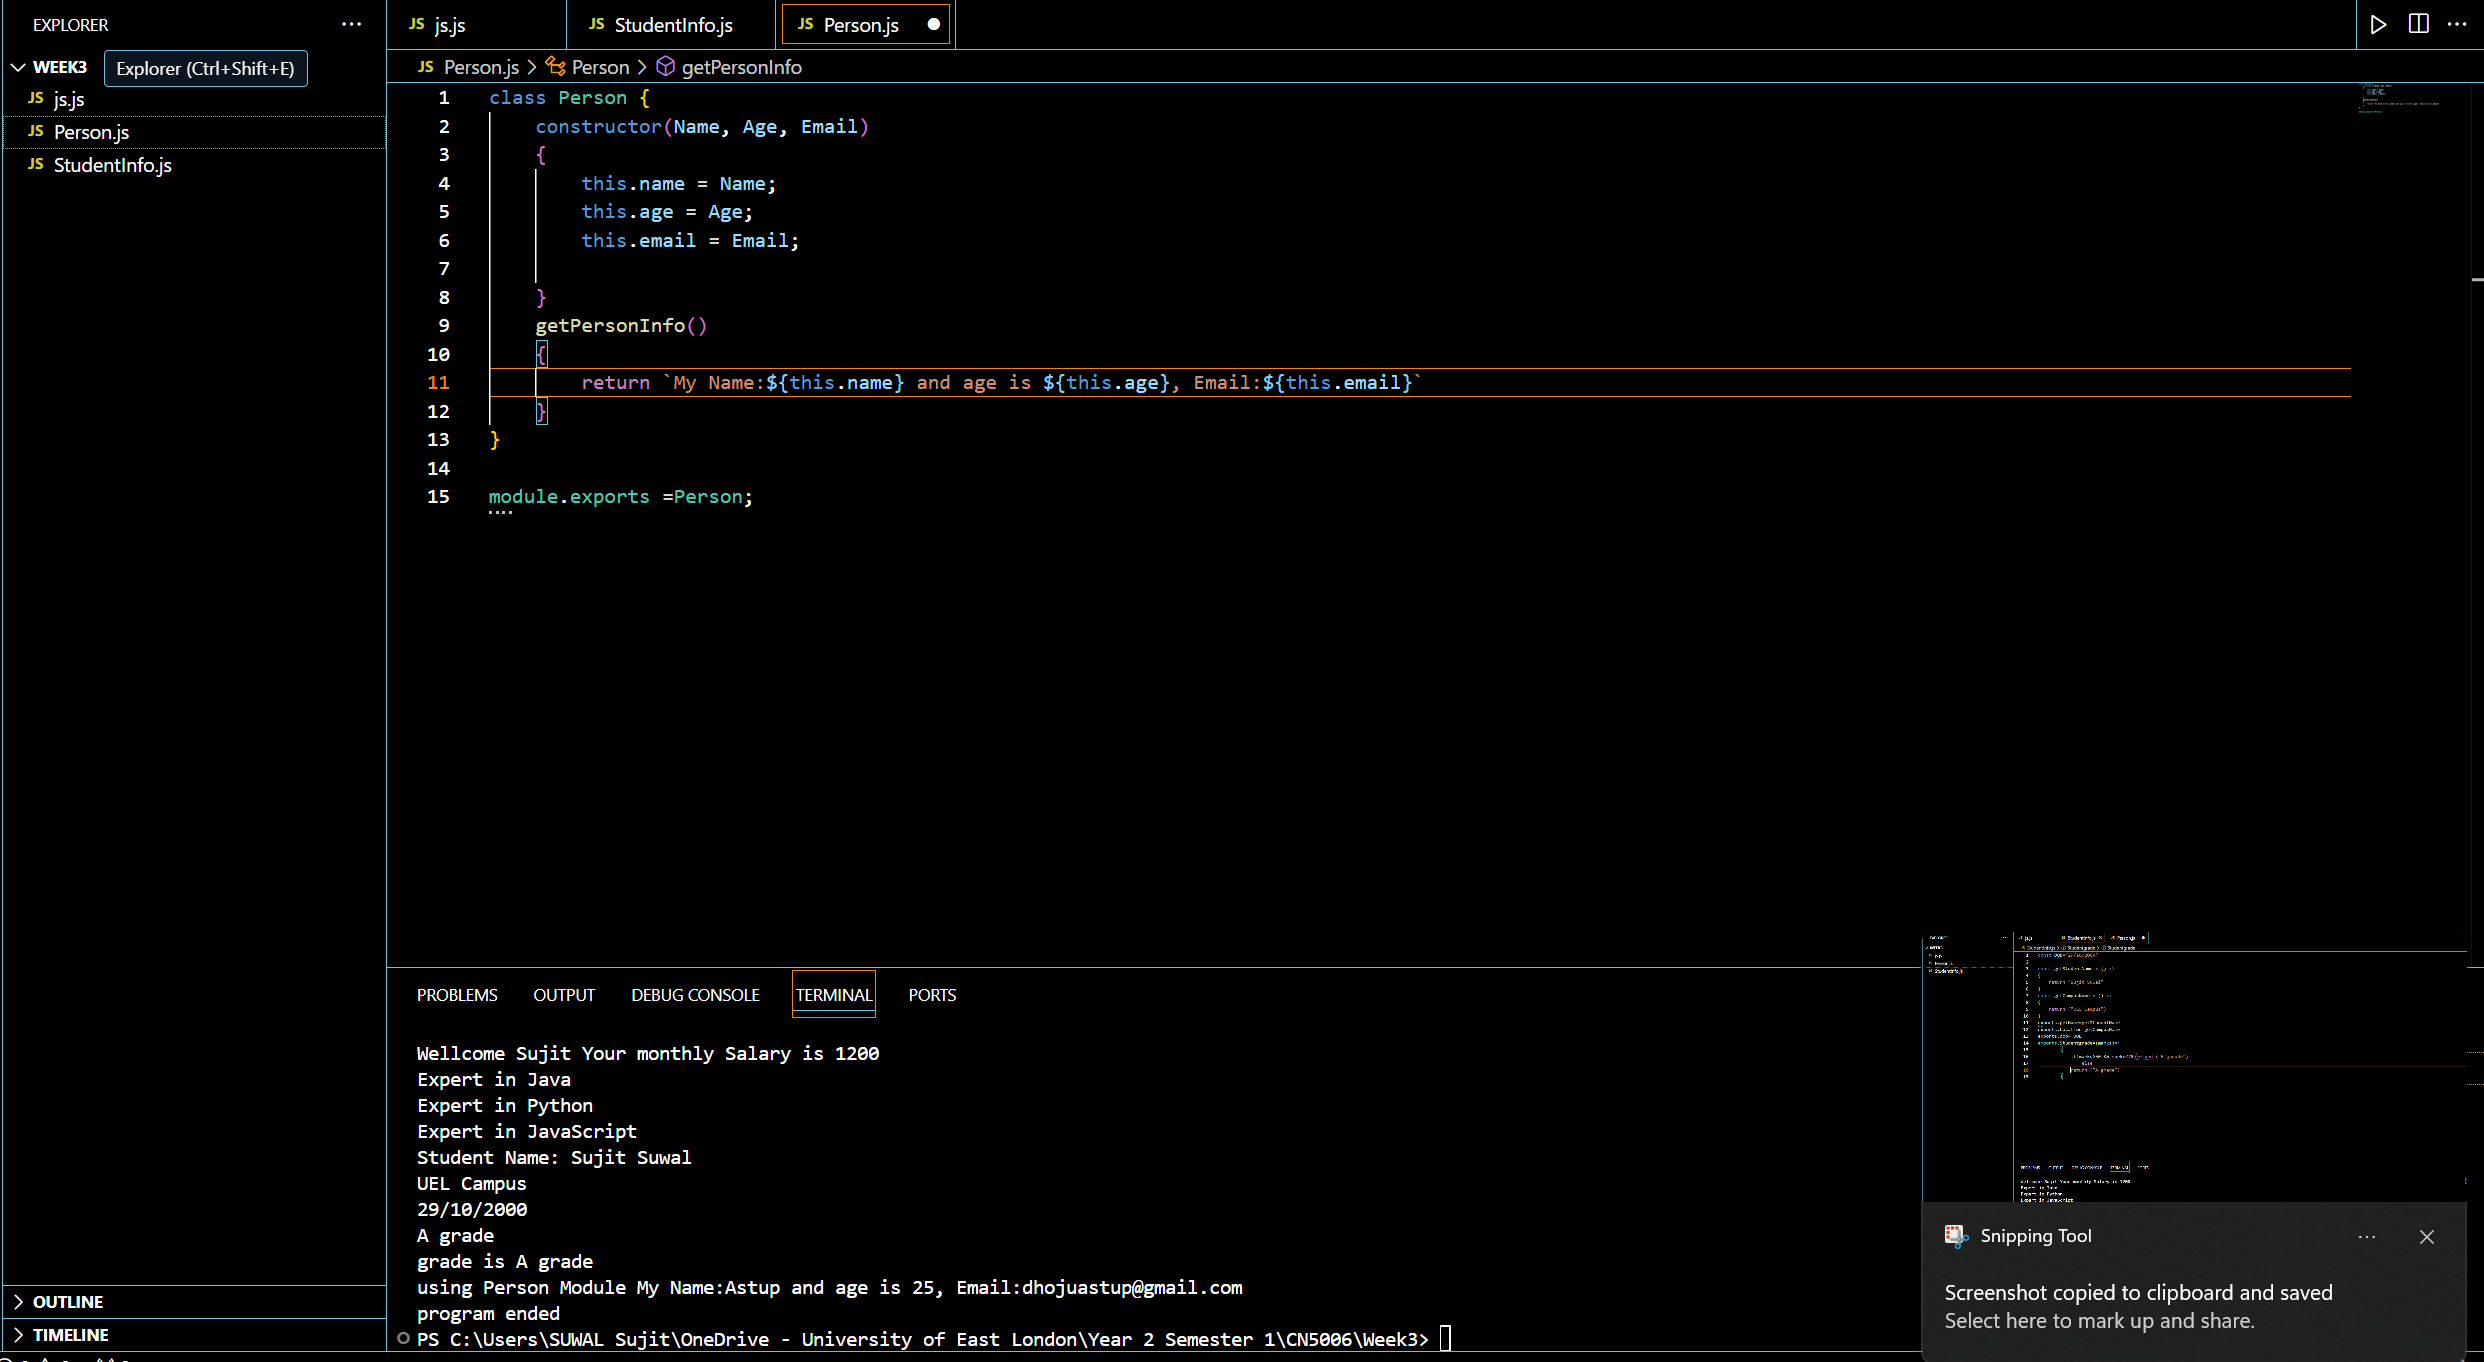 EXPLORER
WEEK3
Explorer (Ctrl+Shift+E)
JS js.js
JS Person.js
JS StudentInfo.js
OUTLINE
TIMELINE
JS js.js
JS StudentInfo.js
JS Person.js
JS Person.js > Person > getPersonInfo
1 class Person {
2 constructor(Name, Age, Email)
3 {
4 this.name = Name;
5 this.age = Age;
6 this.email = Email;
7
8 }
9 getPersonInfo()
10 {
11 return `My Name:${this.name} and age is ${this.age}, Email:${this.email}`
12 }
13 }
14
15 module.exports =Person;
PROBLEMS OUTPUT DEBUG CONSOLE TERMINAL PORTS
Wellcome Sujit Your monthly Salary is 1200
Expert in Java
Expert in Python
Expert in JavaScript
Student Name: Sujit Suwal
UEL Campus
29/10/2000
A grade
grade is A grade
using Person Module My Name:Astup and age is 25, Email:dhojuastup@gmail.com
program ended
PS C:\Users\SUWAL Sujit\OneDrive - University of East London\Year 2 Semester 1\CN5006\Week3>
Snipping Tool
Screenshot copied to clipboard and saved
Select here to mark up and share.